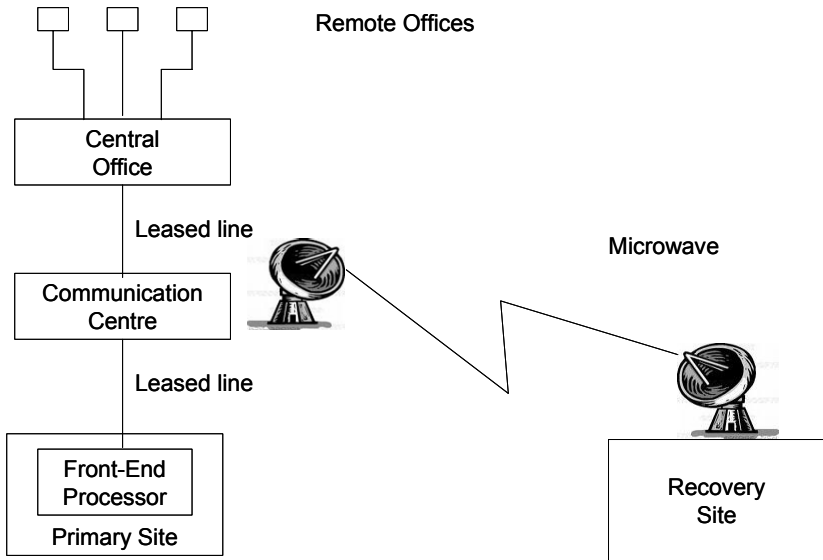 Remote Offices
Central
Office
Leased line
Microwave
Communication
Centre
Leased line
Front-End
Processor
Primary Site
Recovery
Site